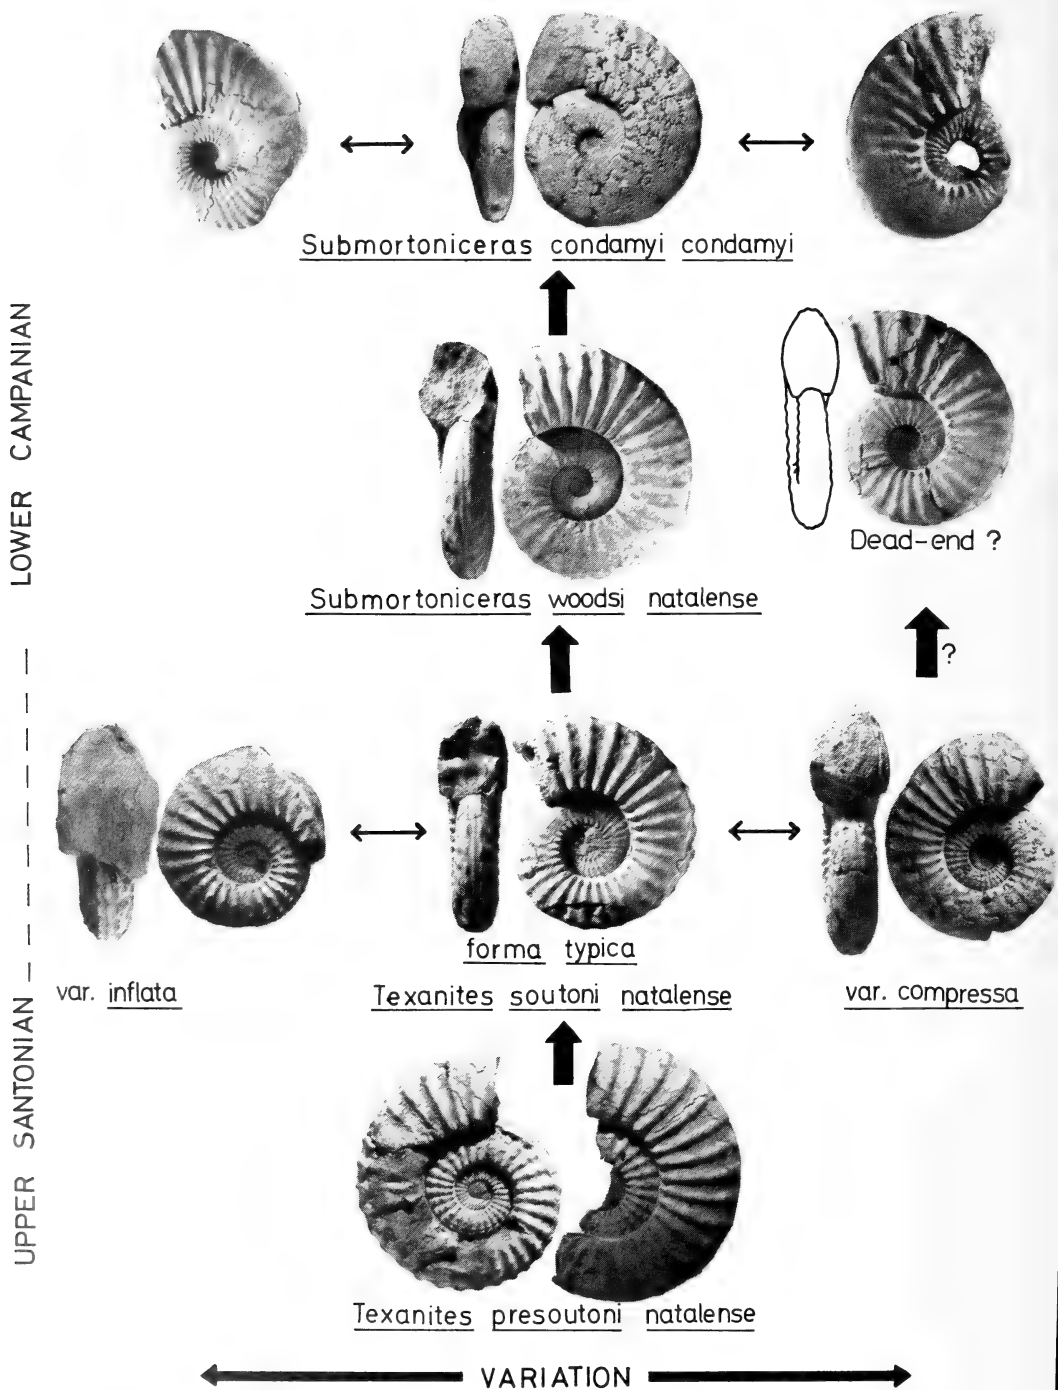 Submortoniceras condamyi condamyi
LOWER CAMPANIAN
Dead-end ?
Submortoniceras woodsi natalense
?
forma typica
var. inflata
Texanites soutoni natalense
var. compressa
UPPER SANTONIAN
Texanites presoutoni natalense
VARIATION